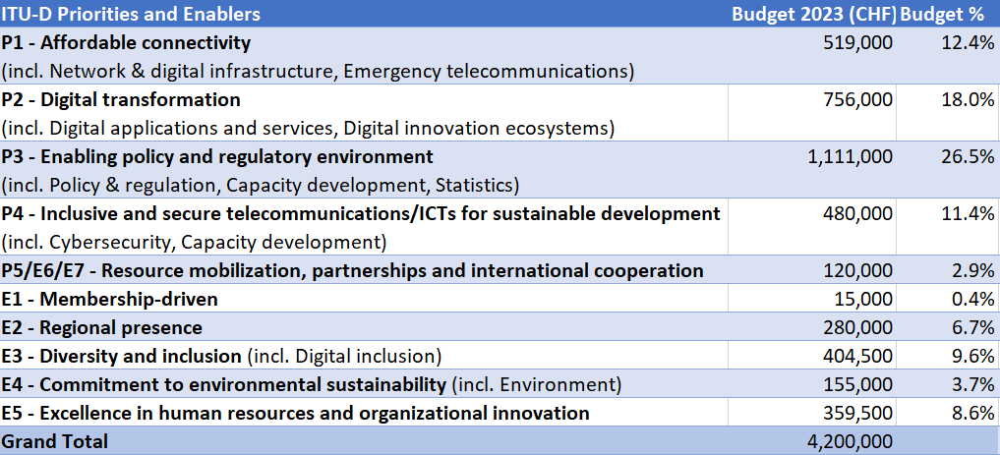 ITU-D Priorities and Enablers Budget 2023 (CHF) Budget %
P1 - Affordable connectivity 519,000 12.4%
(incl. Network & digital infrastructure, Emergency telecommunications)
P2 - Digital transformation 756,000 18.0%
(incl. Digital applications and services, Digital innovation ecosystems)
P3 - Enabling policy and regulatory environment 1,111,000 26.5%
(incl. Policy & regulation, Capacity development, Statistics)
P4 - Inclusive and secure telecommunications/ICTs for sustainable development 480,000 11.4%
(incl. Cybersecurity, Capacity development)
P5/E6/E7 - Resource mobilization, partnerships and international cooperation 120,000 2.9%
E1 - Membership-driven 15,000 0.4%
E2 - Regional presence 280,000 6.7%
E3 - Diversity and inclusion (incl. Digital inclusion) 404,500 9.6%
E4 - Commitment to environmental sustainability (incl. Environment) 155,000 3.7%
E5 - Excellence in human resources and organizational innovation 359,500 8.6%
Grand Total 4,200,000